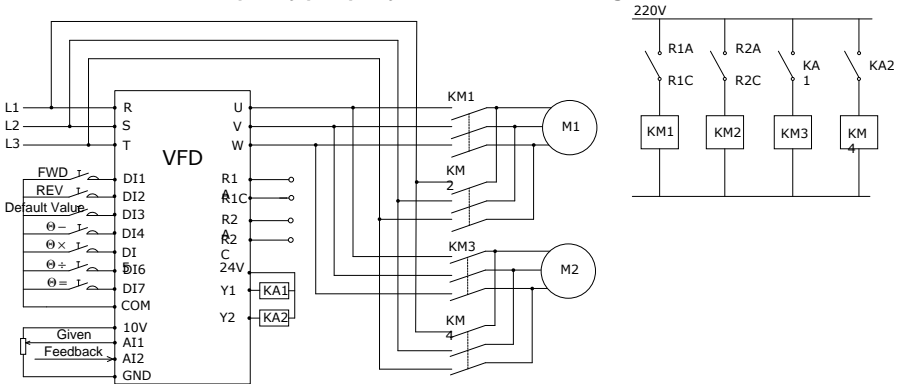 220V
R1A
R1C
R2A
R2C
KA
1
KA2
KM1
KM2
KM3
KM
4
L1
L2
L3
R
S
T
VFD
U
V
W
FWD
REV
Default Value
Θ−
Θ×
Θ÷
Θ=
DI1
DI2
DI3
DI4
DI
5
DI6
DI7
COM
10V
AI1
AI2
GND
Given
Feedback
R1
A
R1C
R2
A
R2
C
24V
Y1
Y2
KA1
KA2
KM1
KM
2
KM3
KM
4
M1
M2